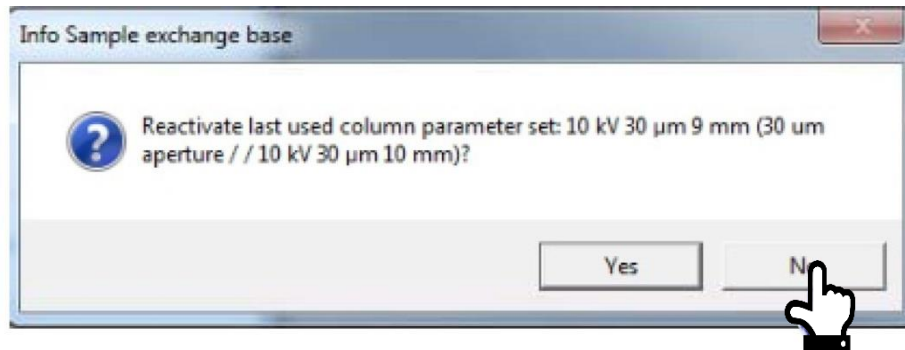 Info Sample exchange base
Reactivate last used column parameter set: 10 kV 30 µm 9 mm (30 um
aperture / / 10 kV 30 µm 10 mm)?
Yes
No